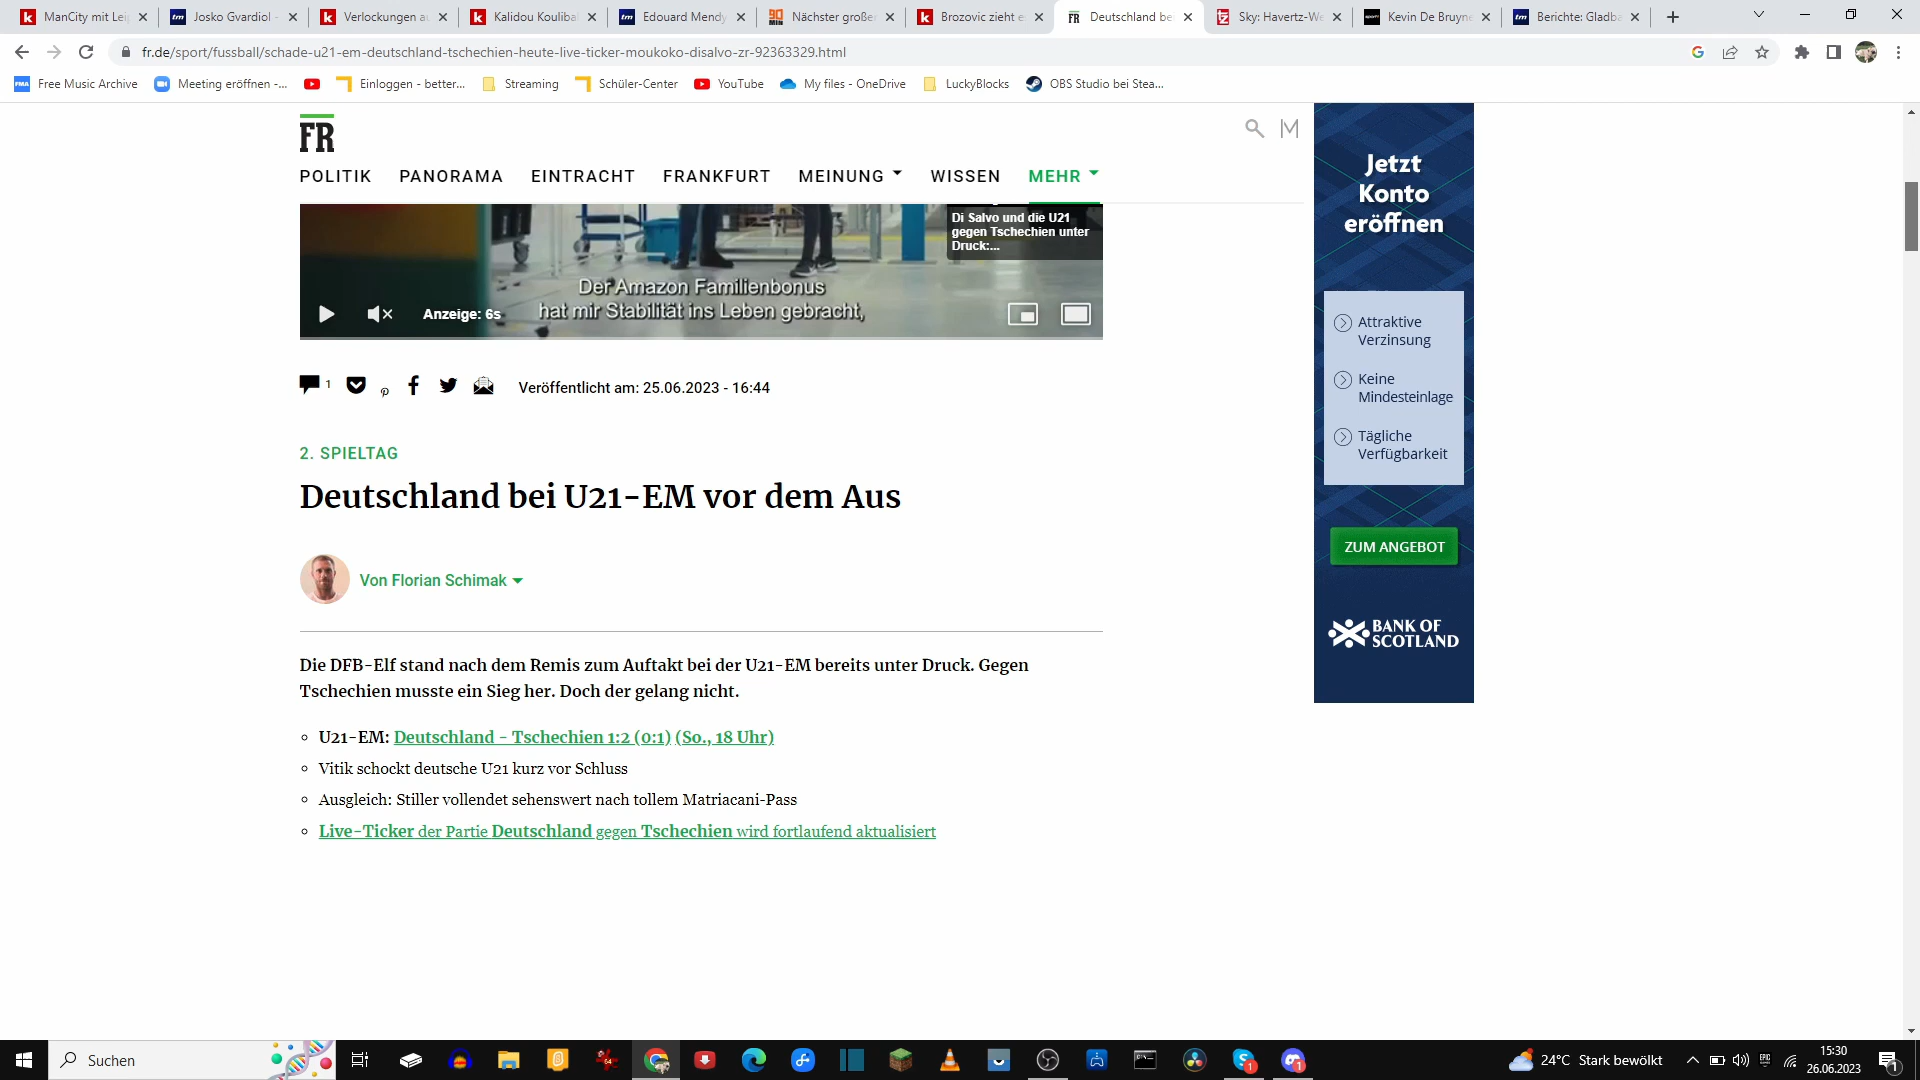 ManCity mit Lei
Josko Gvardiol -
Verlockungen au
Kalidou Kouliba
Edouard Mendy
Nächster große
Brozovic zieht e
Deutschland be
Sky: Havertz-We
Kevin De Bruyne
Berichte: Gladba
fr.de/sport/fussball/schade-u21-em-deutschland-tschechien-heute-live-ticker-moukoko-disalvo-zr-92363329.html
Free Music Archive
Meeting eröffnen -...
Einloggen - better...
Streaming
Schüler-Center
YouTube
My files - OneDrive
LuckyBlocks
OBS Studio bei Stea...
FR
POLITIK PANORAMA EINTRACHT FRANKFURT MEINUNG WISSEN MEHR
Di Salvo und die U21
gegen Tschechien unter
Druck:...
Der Amazon Familienbonus
hat mir Stabilität ins Leben gebracht,
Anzeige: 6s
1
Veröffentlicht am: 25.06.2023 - 16:44
2. SPIELTAG
Deutschland bei U21-EM vor dem Aus
Von Florian Schimak
Die DFB-Elf stand nach dem Remis zum Auftakt bei der U21-EM bereits unter Druck. Gegen
Tschechien musste ein Sieg her. Doch der gelang nicht.
U21-EM: Deutschland - Tschechien 1:2 (0:1) (So., 18 Uhr)
Vitik schockt deutsche U21 kurz vor Schluss
Ausgleich: Stiller vollendet sehenswert nach tollem Matriacani-Pass
Live-Ticker der Partie Deutschland gegen Tschechien wird fortlaufend aktualisiert
Jetzt
Konto
eröffnen
Attraktive
Verzinsung
Keine
Mindesteinlage
Tägliche
Verfügbarkeit
ZUM ANGEBOT
BANK OF
SCOTLAND
Suchen
24°C Stark bewölkt
15:30
26.06.2023